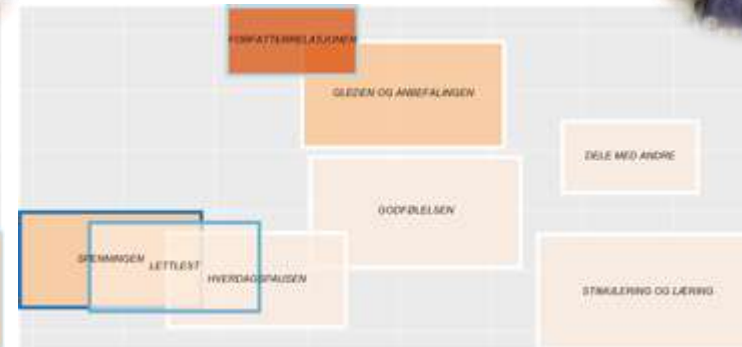 FORFATTERRELASJONEN
GLEDEN OG ANBEFALINGEN
DELE MED ANDRE
GODFØLELSEN
SPENNINGEN
LETTLEST
HVERDAGSPAUSEN
STIMULERING OG LÆRING